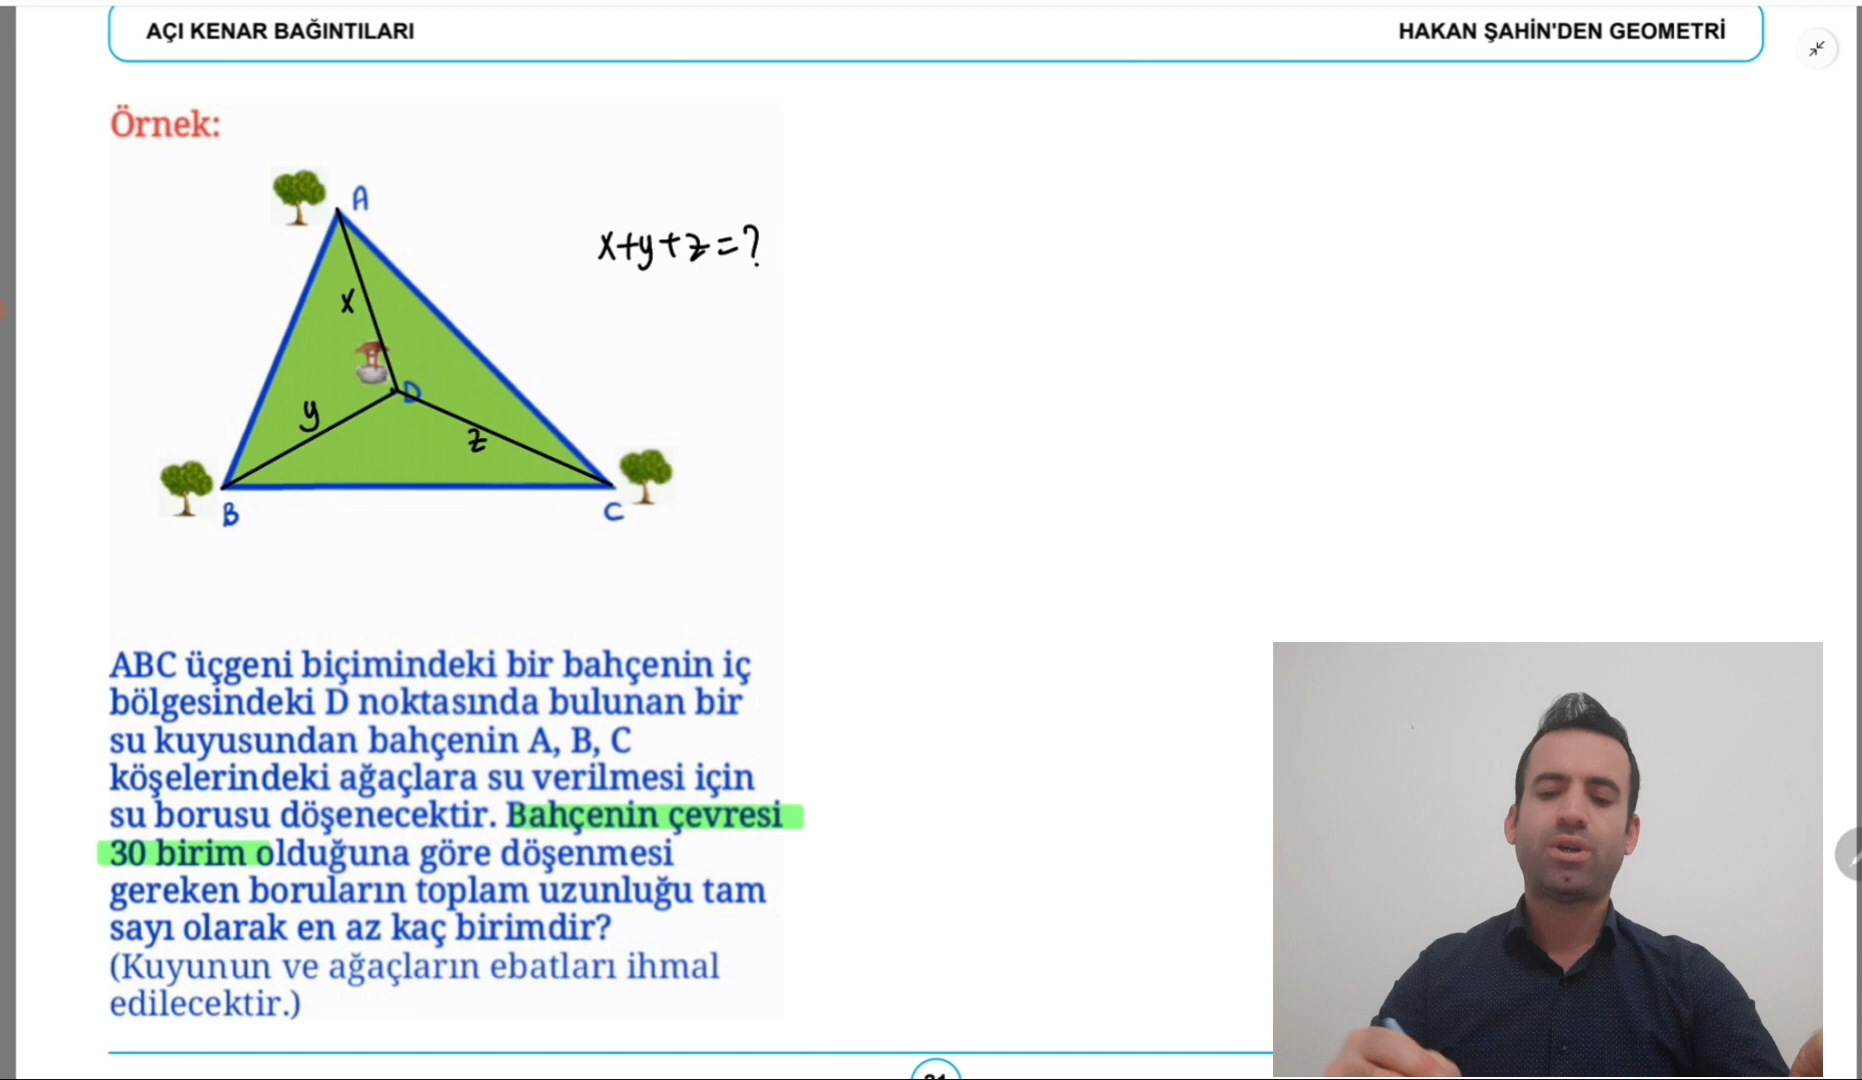 AÇI KENAR BAĞINTILARI
HAKAN ŞAHİN'DEN GEOMETRİ
Örnek:
A
x+y+z=?
x
D
y
z
B
C
ABC üçgeni biçimindeki bir bahçenin iç
bölgesindeki D noktasında bulunan bir
su kuyusundan bahçenin A, B, C
köşelerindeki ağaçlara su verilmesi için
su borusu döşenecektir. Bahçenin çevresi
30 birim olduğuna göre döşenmesi
gereken boruların toplam uzunluğu tam
sayı olarak en az kaç birimdir?
(Kuyunun ve ağaçların ebatları ihmal
edilecektir.)